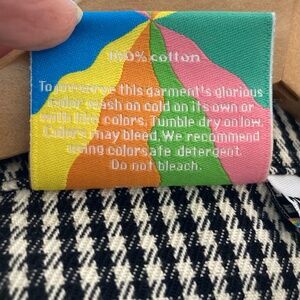 100% cotton
To preserve this garment's glorious
color wash on cold on its own or
with like colors. Tumble dry on low.
Colors may bleed. We recommend
using colorsafe detergent.
Do not bleach.